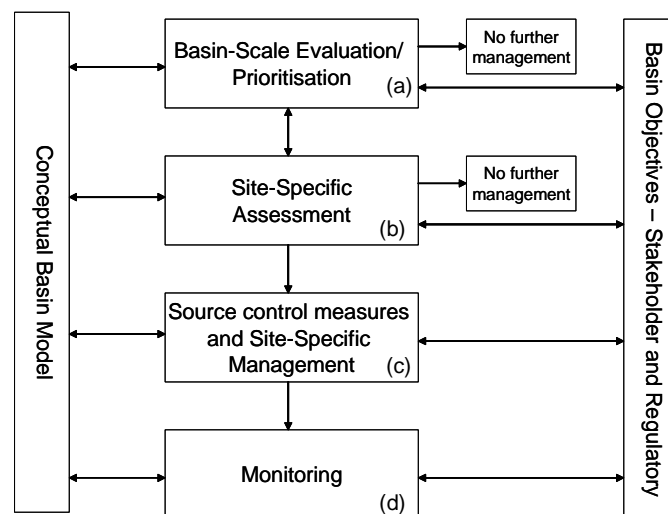 Conceptual Basin Model
Basin-Scale Evaluation/
Prioritisation
(a)
No further
management
Site-Specific
Assessment
(b)
No further
management
Source control measures
and Site-Specific
Management
(c)
Monitoring
(d)
Basin Objectives – Stakeholder and Regulatory